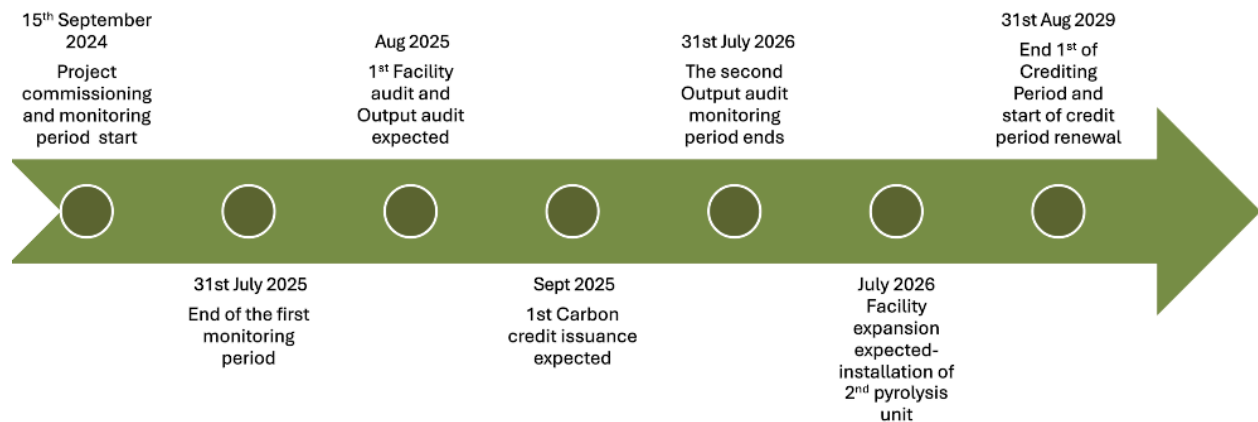 15th September
2024
Project
commissioning
and monitoring
period start
31st July 2025
End of the first
monitoring
period
Aug 2025
1st Facility
audit and
Output audit
expected
Sept 2025
1st Carbon
credit issuance
expected
31st July 2026
The second
Output audit
monitoring
period ends
July 2026
Facility
expansion
expected-
installation of
2nd pyrolysis
unit
31st Aug 2029
End 1st of
Crediting
Period and
start of credit
period renewal